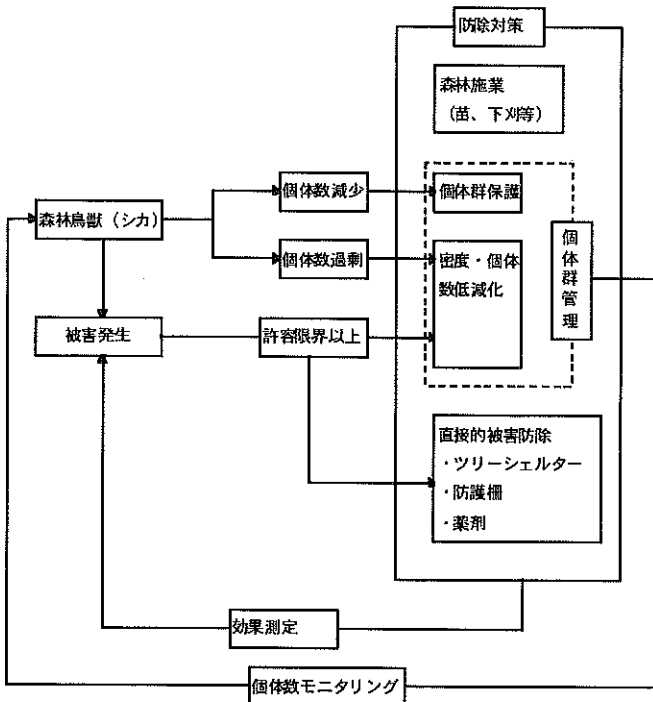 防除対策
森林施業
(苗、下刈等)
個体数減少
個体群保護
森林鳥獣(シカ)
個体数過剰
密度・個体
数低減化
個体群管理
被害発生
許容限界以上
直接的被害防除
・ツリーシェルター
・防護柵
・薬剤
効果測定
個体数モニタリング